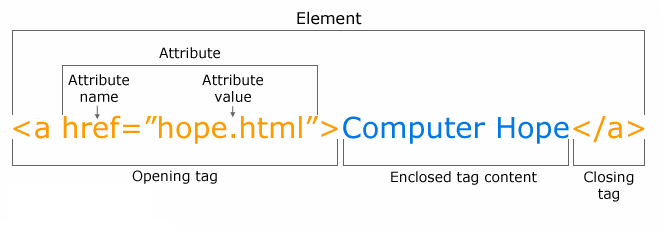 Element
Attribute
Attribute name
Attribute value
<a href=”hope.html”>Computer Hope</a>
Opening tag
Enclosed tag content
Closing tag